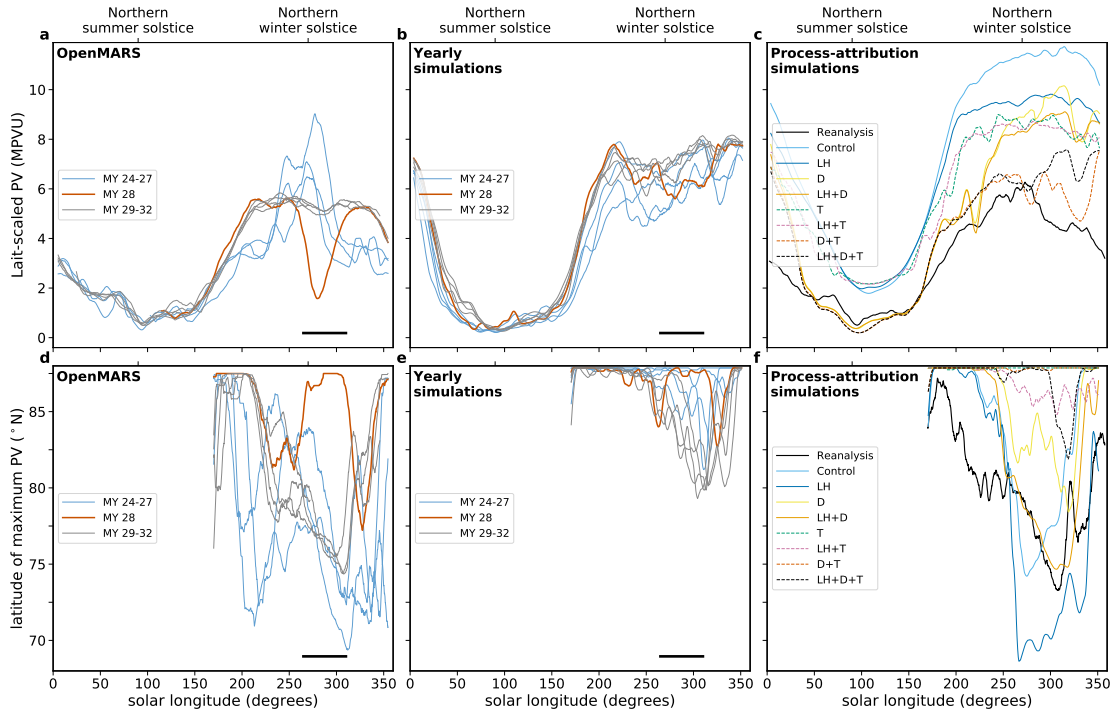 Northern
summer solstice
Northern
winter solstice
Northern
summer solstice
Northern
winter solstice
Northern
summer solstice
Northern
winter solstice
a
OpenMARS
b
Yearly
simulations
c
Process-attribution
simulations
Lait-scaled PV (MPVU)
10
8
6
4
2
0
MY 24-27
MY 28
MY 29-32
MY 24-27
MY 28
MY 29-32
Reanalysis
Control
LH
D
LH+D
T
LH+T
D+T
LH+D+T
d
OpenMARS
e
Yearly
simulations
f
Process-attribution
simulations
latitude of maximum PV (°N)
85
80
75
70
MY 24-27
MY 28
MY 29-32
MY 24-27
MY 28
MY 29-32
Reanalysis
Control
LH
D
LH+D
T
LH+T
D+T
LH+D+T
0 50 100 150 200 250 300 350
0 50 100 150 200 250 300 350
0 50 100 150 200 250 300 350
solar longitude (degrees)
solar longitude (degrees)
solar longitude (degrees)